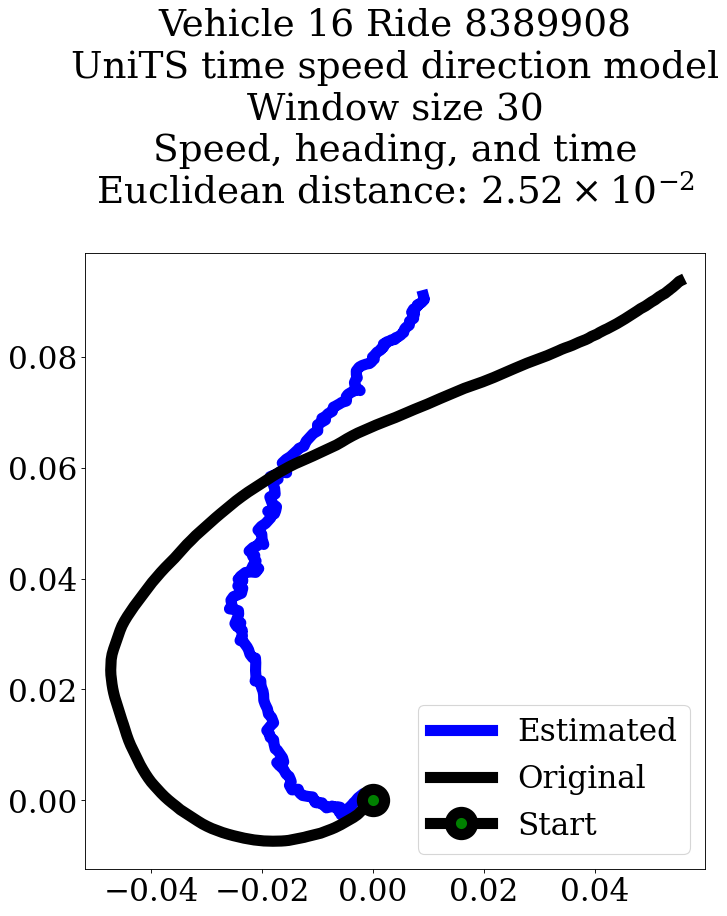 Vehicle 16 Ride 8389908
UniTS time speed direction model
Window size 30
Speed, heading, and time
Euclidean distance: 2.52 × 10⁻²
0.08
0.06
0.04
0.02
0.00
Estimated
Original
Start
−0.04 −0.02 0.00 0.02 0.04